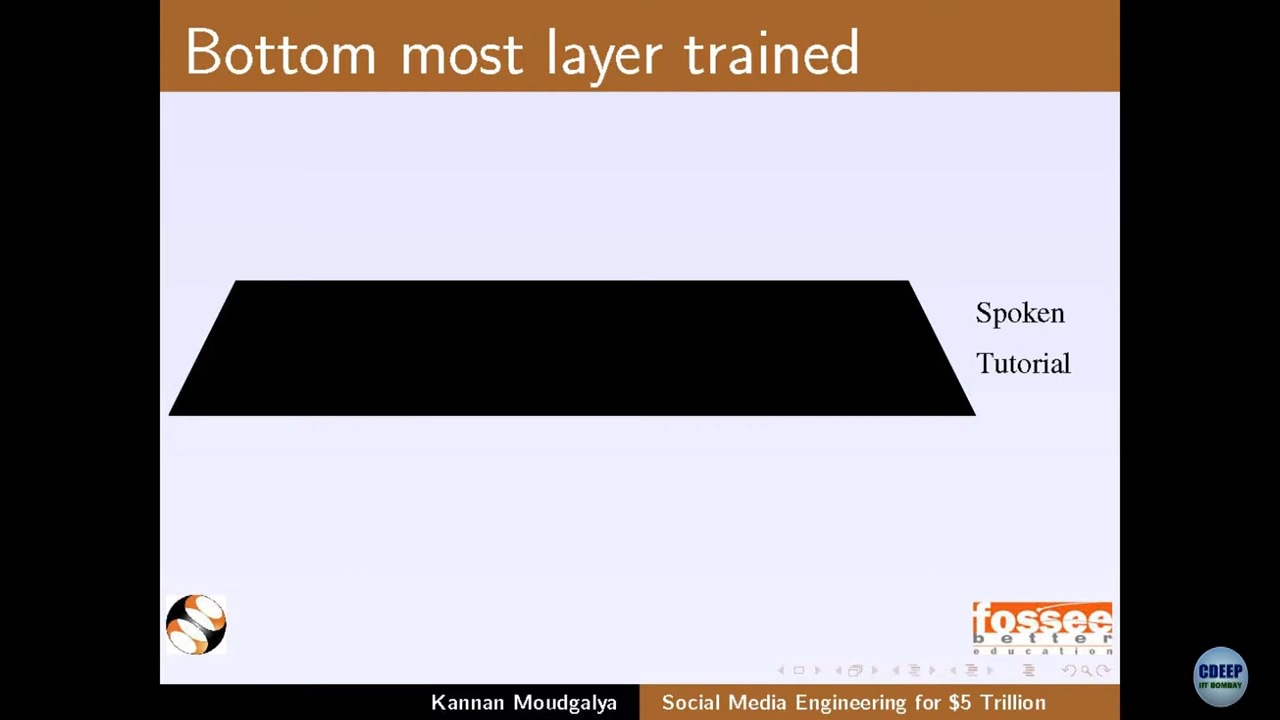 Bottom most layer trained
Spoken
Tutorial
fossee
better
education
CDEEP
IIT BOMBAY
Kannan Moudgalya
Social Media Engineering for $5 Trillion